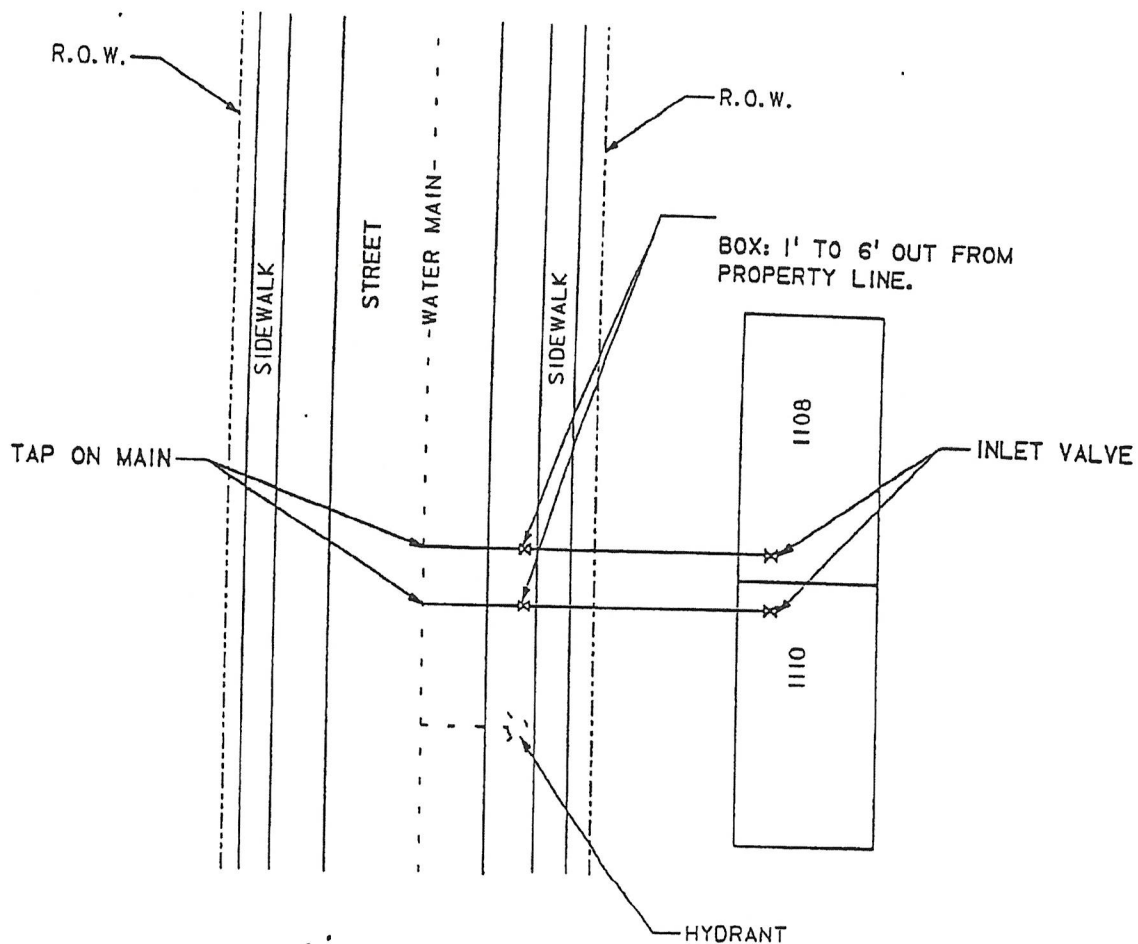 R.O.W.
R.O.W.
SIDEWALK
STREET
WATER MAIN
SIDEWALK
BOX: 1' TO 6' OUT FROM
PROPERTY LINE.
1108
TAP ON MAIN
INLET VALVE
1110
HYDRANT